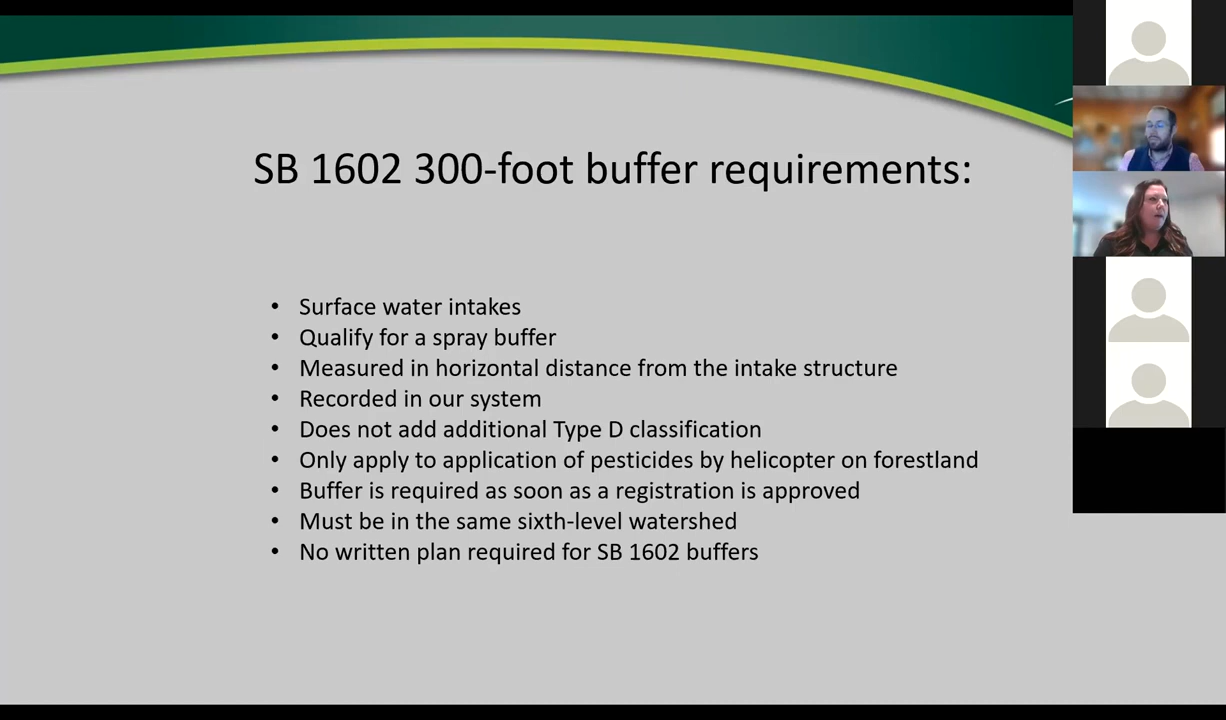 SB 1602 300-foot buffer requirements:
• Surface water intakes
• Qualify for a spray buffer
• Measured in horizontal distance from the intake structure
• Recorded in our system
• Does not add additional Type D classification
• Only apply to application of pesticides by helicopter on forestland
• Buffer is required as soon as a registration is approved
• Must be in the same sixth-level watershed
• No written plan required for SB 1602 buffers